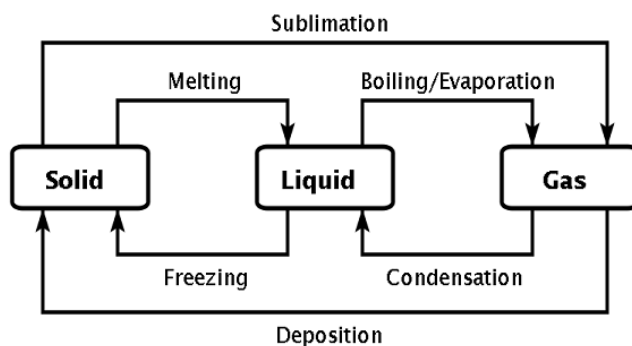 Sublimation
Melting
Boiling/Evaporation
Solid
Liquid
Gas
Freezing
Condensation
Deposition